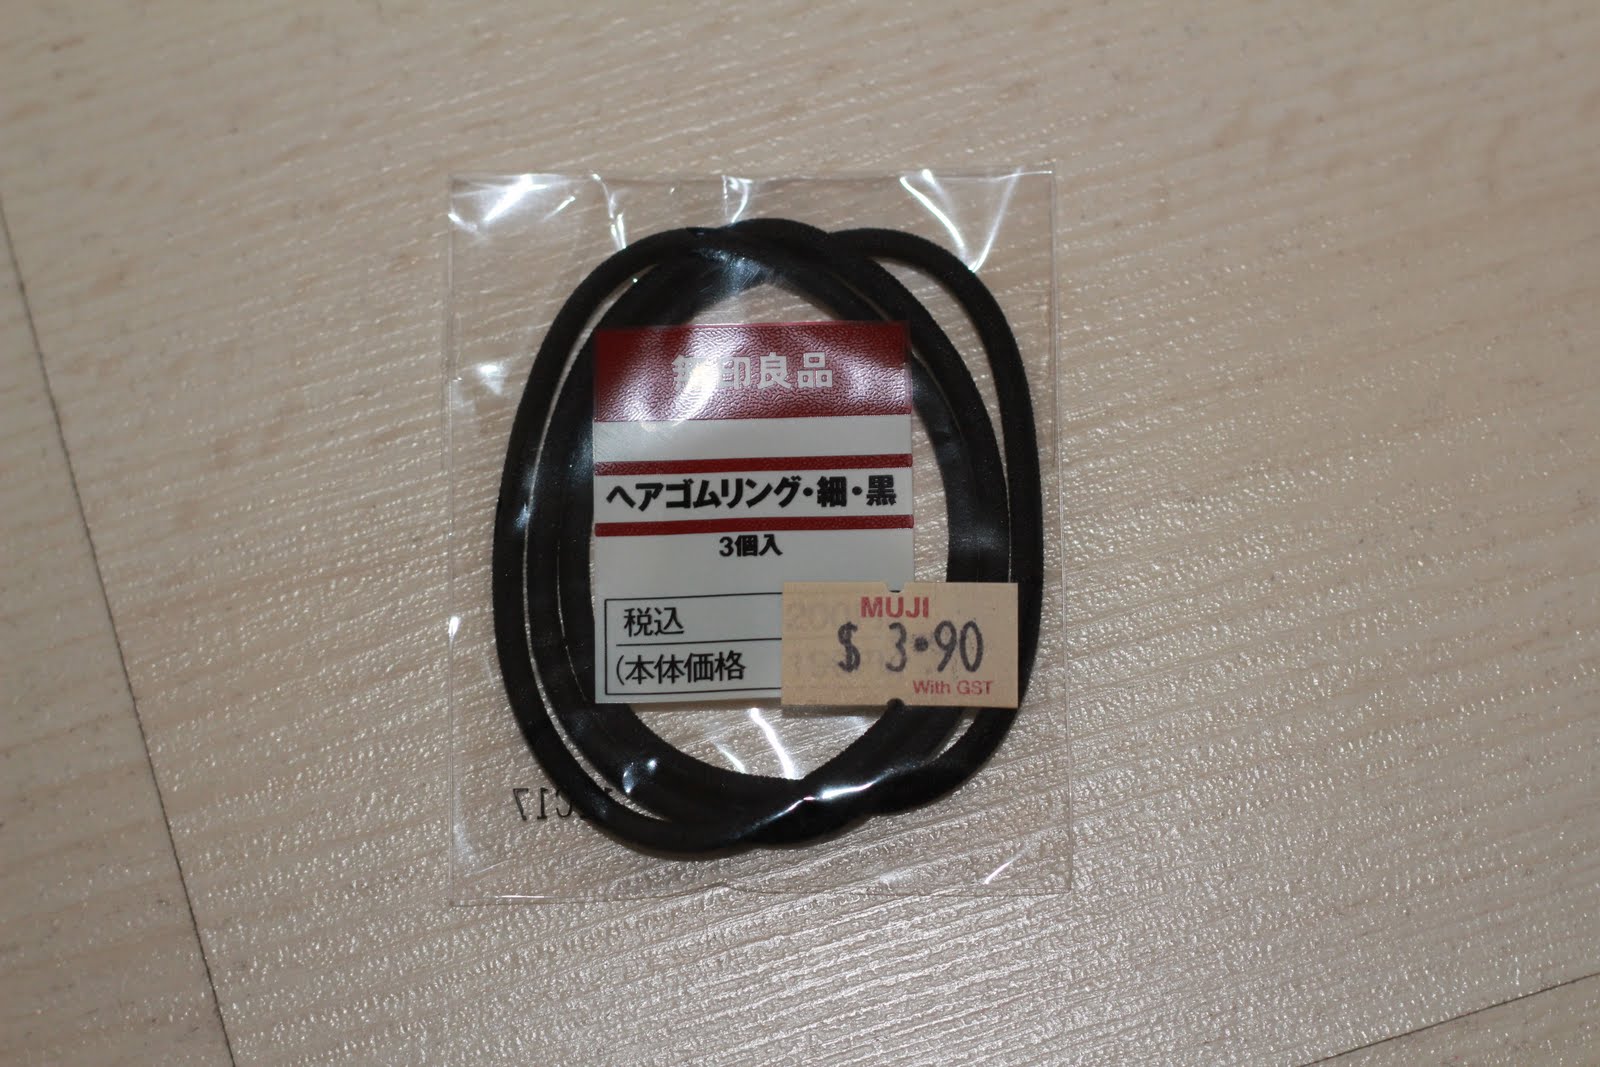 無印良品
ヘアゴムリング・細・黒
3個入
税込
(本体価格
MUJI
$ 3.90
With GST